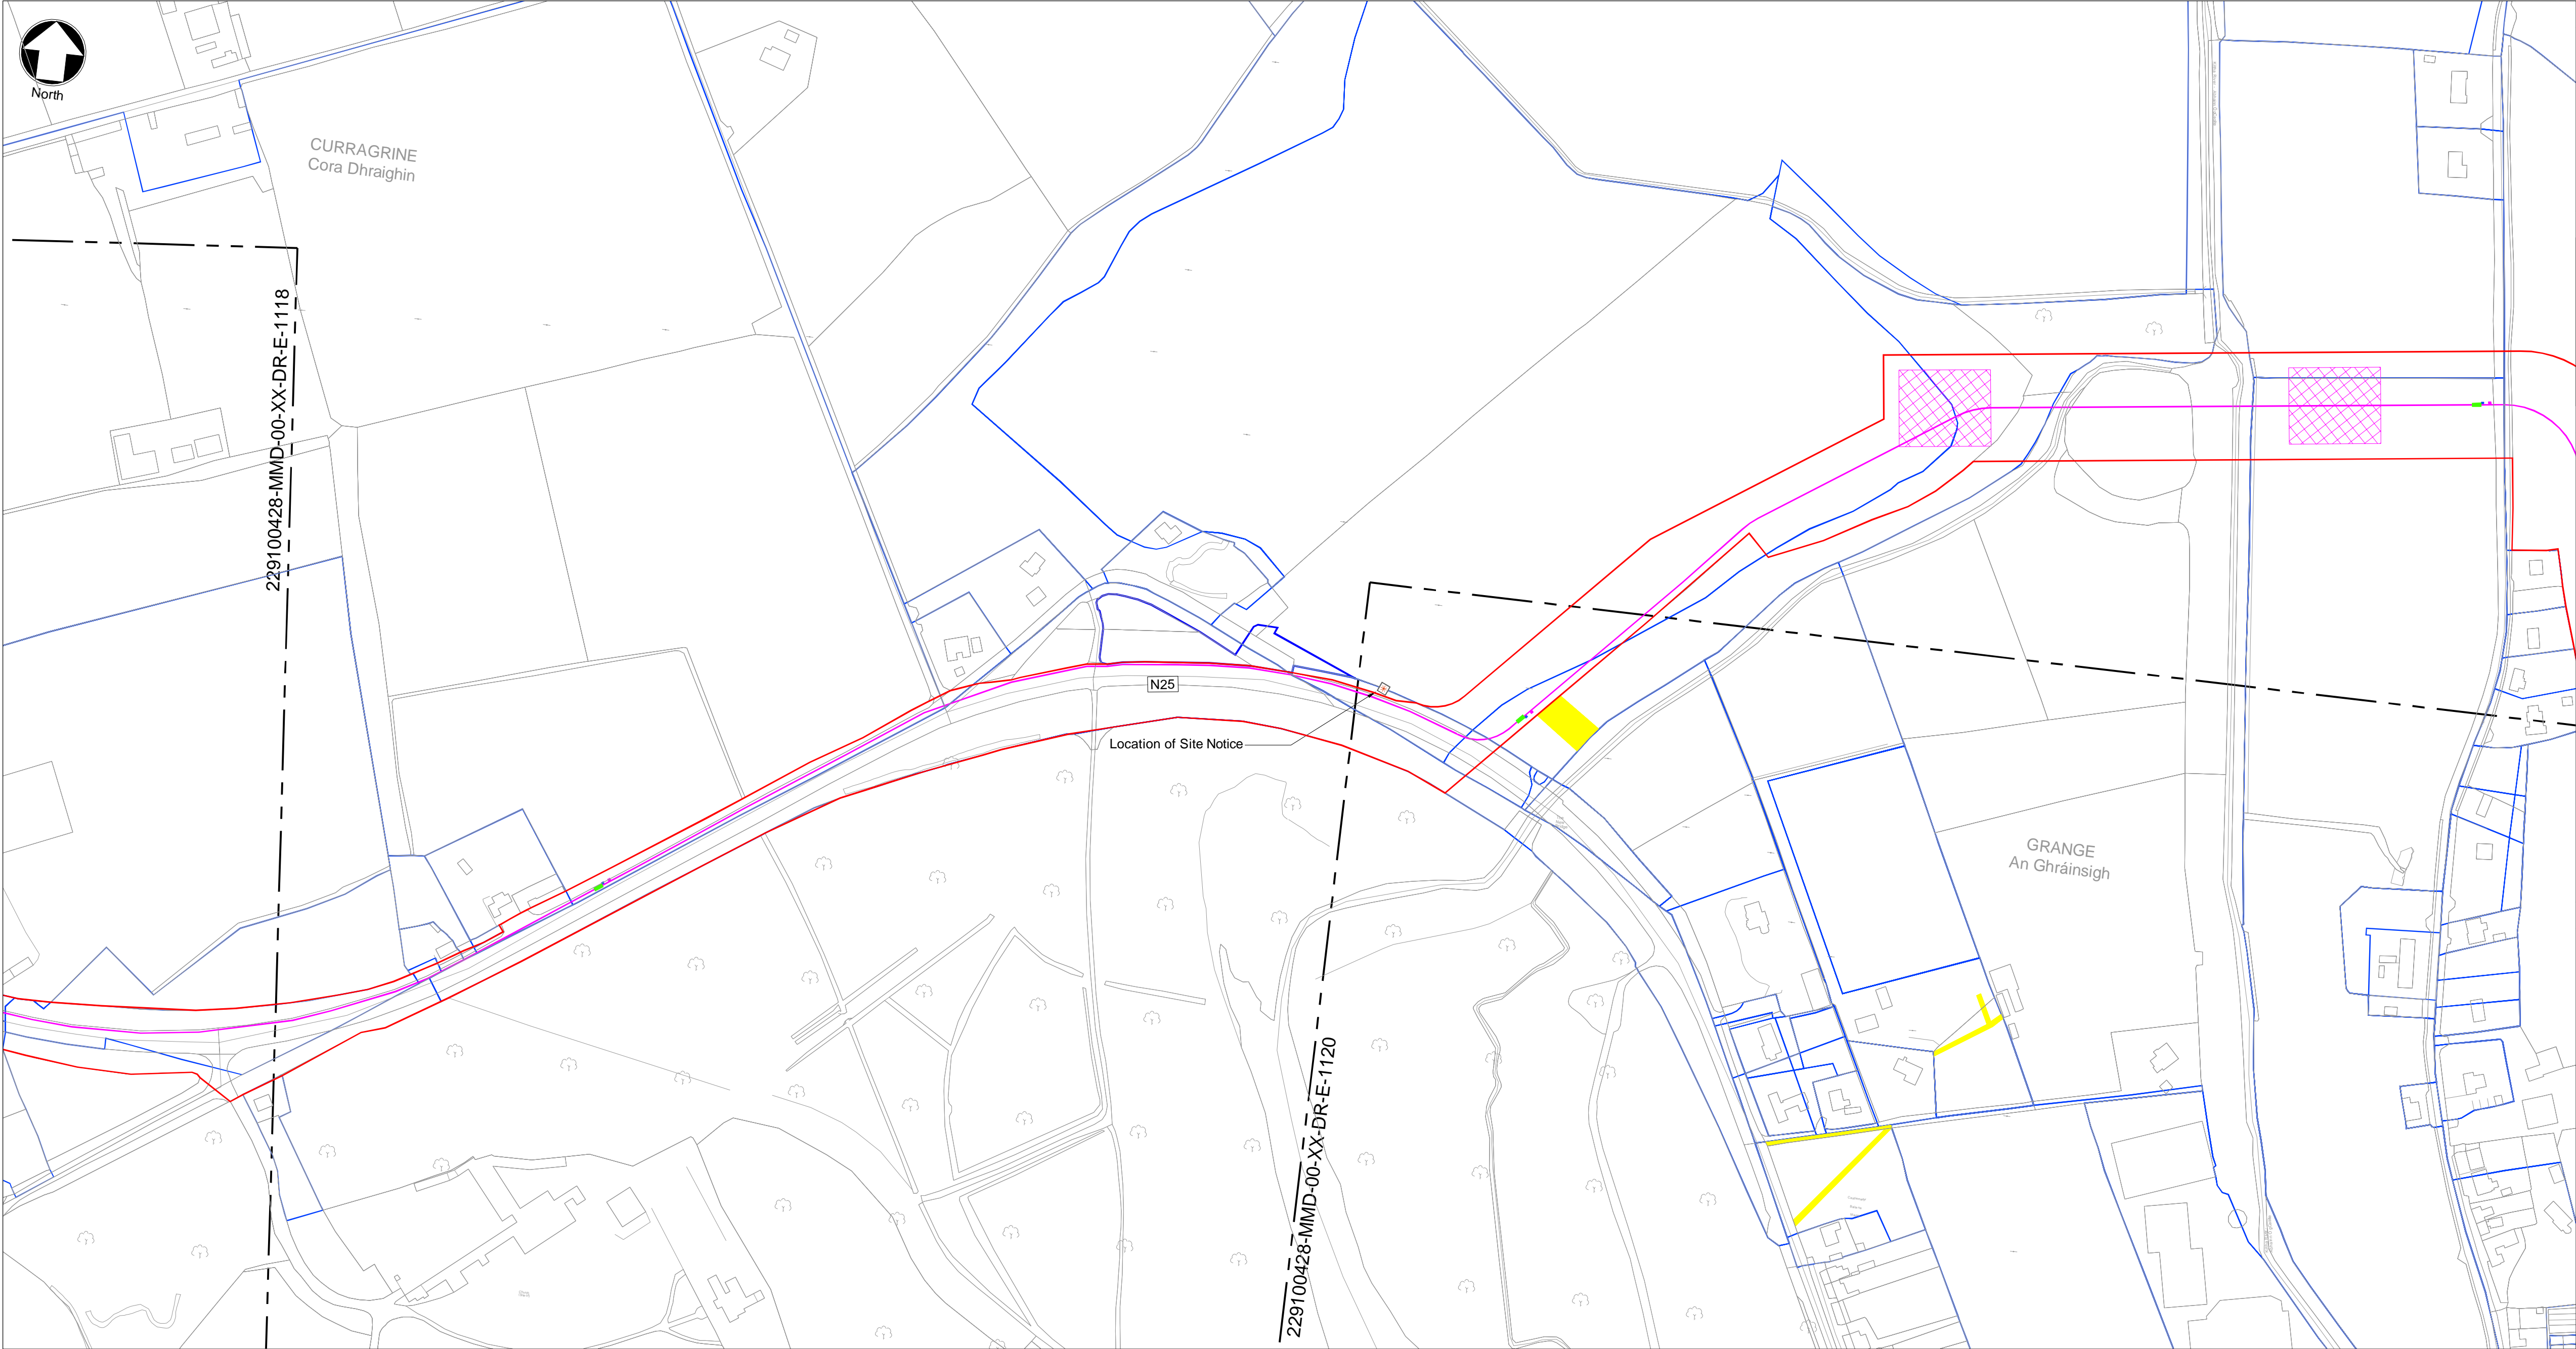 North
CURRAGRINE
Cora Dhraighin
229100428-MMD-00-XX-DR-E-1118
N25
Location of Site Notice
229100428-MMD-00-XX-DR-E-1120
GRANGE
An Ghráinsigh